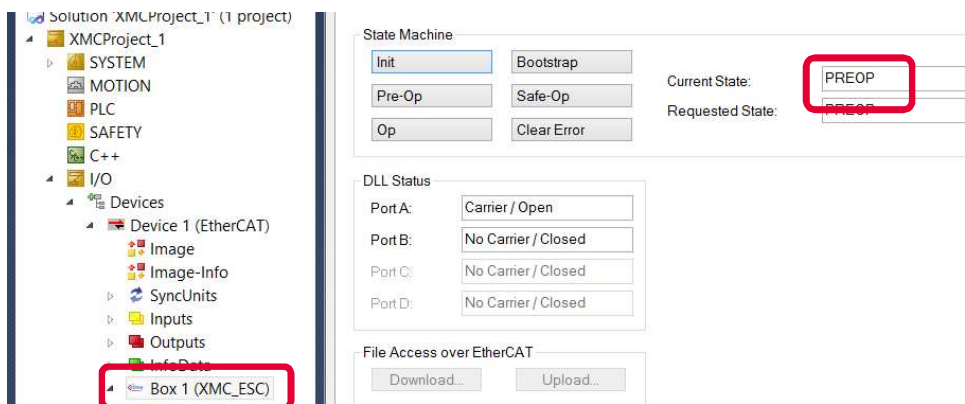 Solution 'XMCProject_1' (1 project)
XMCProject_1
SYSTEM
MOTION
PLC
SAFETY
C++
I/O
Devices
Device 1 (EtherCAT)
Image
Image-Info
SyncUnits
Inputs
Outputs
InfoData
Box 1 (XMC_ESC)
State Machine
Init
Bootstrap
Pre-Op
Safe-Op
Op
Clear Error
Current State:
PREOP
Requested State:
PREOP
DLL Status
Port A:
Carrier / Open
Port B:
No Carrier / Closed
Port C:
No Carrier / Closed
Port D:
No Carrier / Closed
File Access over EtherCAT
Download...
Upload...